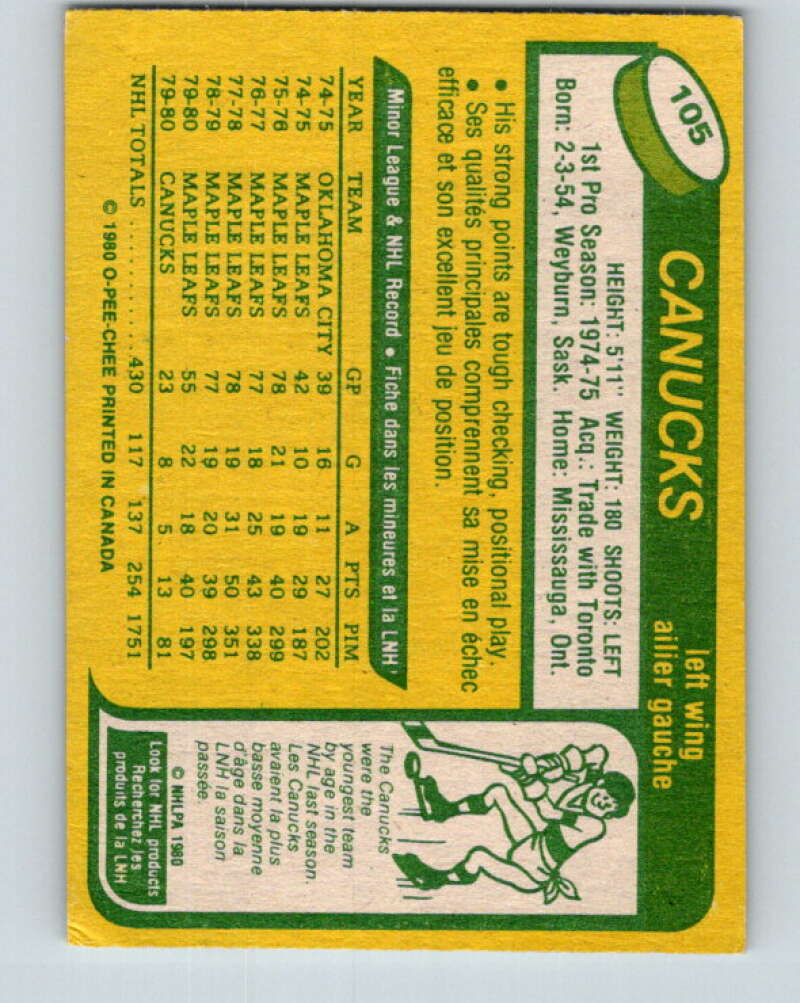 105
CANUCKS
left wing
ailier gauche
HEIGHT: 5'11" WEIGHT: 180 SHOOTS: LEFT
1st Pro Season: 1974-75 Acq.: Trade with Toronto
Born: 2-3-54, Weyburn, Sask. Home: Mississauga, Ont.
• His strong points are tough checking, positional play.
• Ses qualités principales comprennent sa mise en échec
efficace et son excellent jeu de position.
Minor League & NHL Record • Fiche dans les mineures et la LNH
YEAR TEAM GP G A PTS PIM
74-75 OKLAHOMA CITY 39 16 11 27 202
74-75 MAPLE LEAFS 42 10 19 29 187
75-76 MAPLE LEAFS 78 21 19 40 299
76-77 MAPLE LEAFS 77 18 25 43 338
77-78 MAPLE LEAFS 78 19 31 50 351
78-79 MAPLE LEAFS 77 19 20 39 298
79-80 MAPLE LEAFS 55 22 18 40 197
79-80 CANUCKS 23 8 5 13 81
NHL TOTALS ........... 430 117 137 254 1751
© 1980 O-PEE-CHEE PRINTED IN CANADA
The Canucks
were the
youngest team
by age in the
NHL last season.
Les Canucks
avaient la plus
basse moyenne
d'âge dans la
LNH la saison
passée.
© NHLPA 1980
Look for NHL products
Recherchez les
produits de la LNH